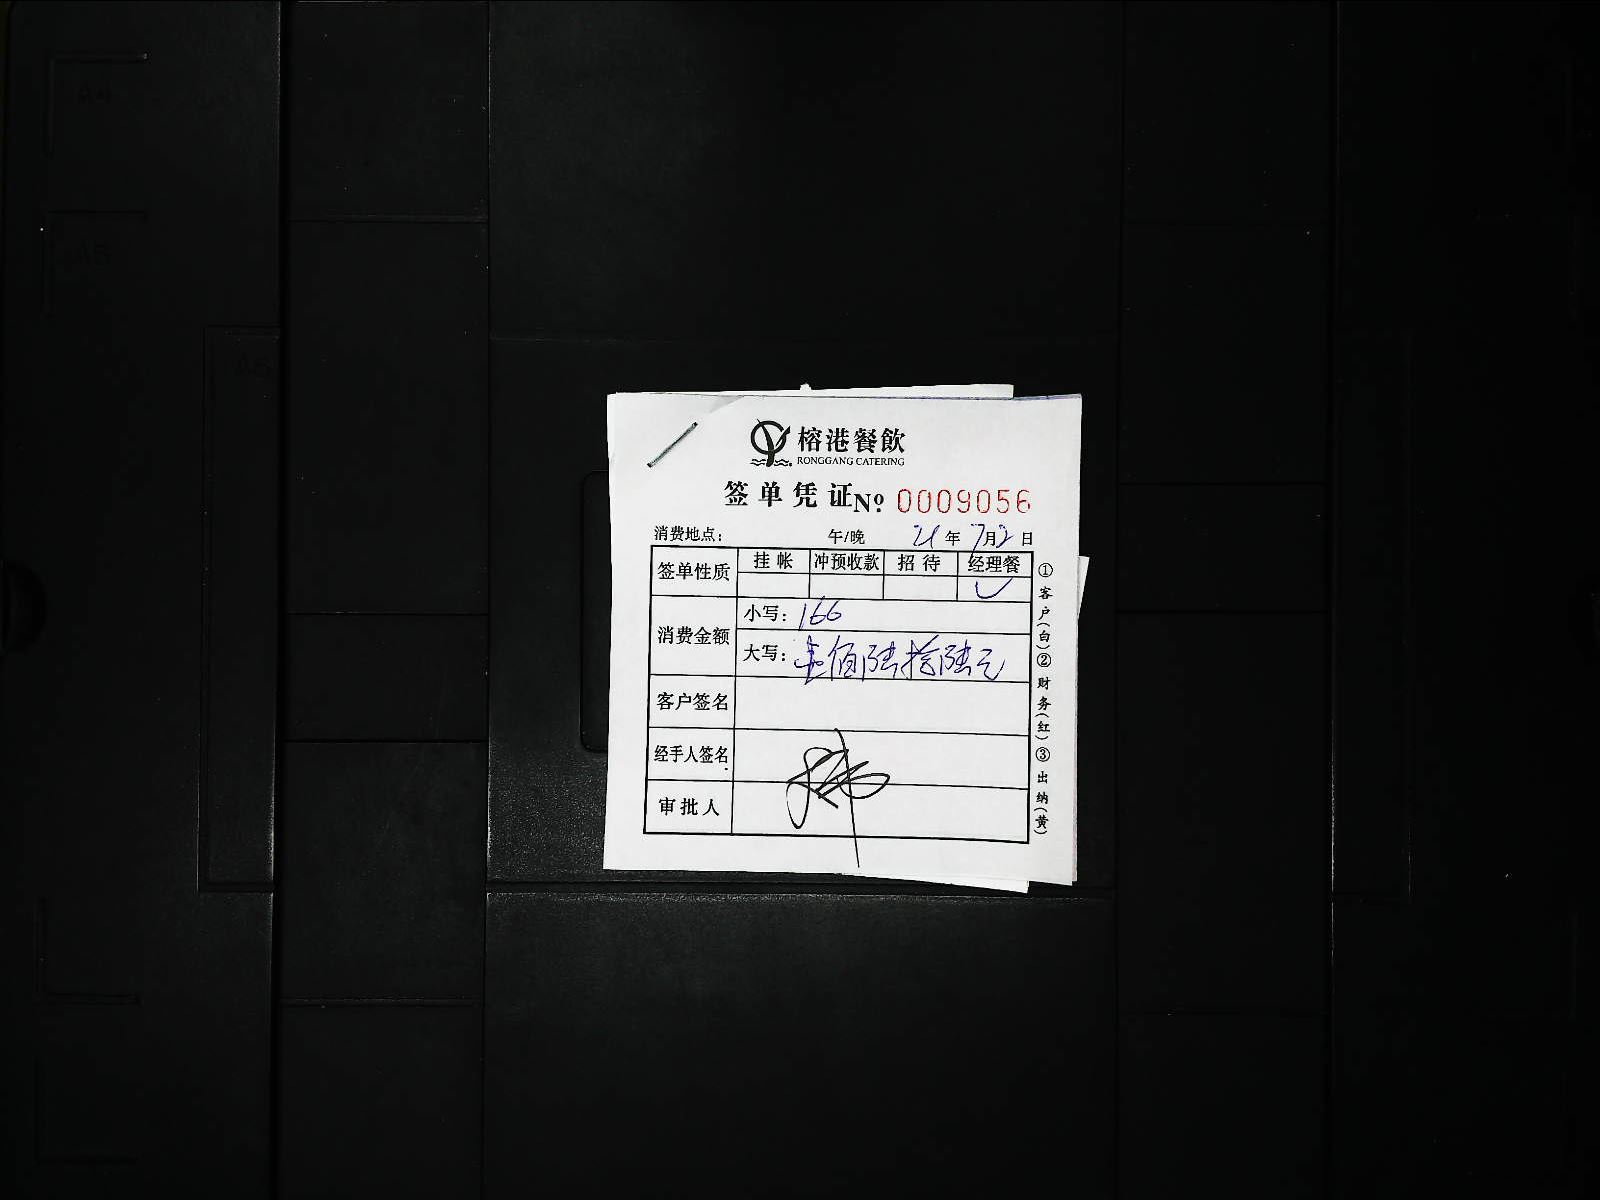 榕港餐飲
RONGGANG CATERING
签单凭证 № 0009056
消费地点： 午/晚 21年7月2日
签单性质 挂帐 冲预收款 招待 经理餐
✓
消费金额 小写：166
大写：壹佰陆拾陆元
客户签名
经手人签名
审批人
①客户（白）②财务（红）③出纳（黄）